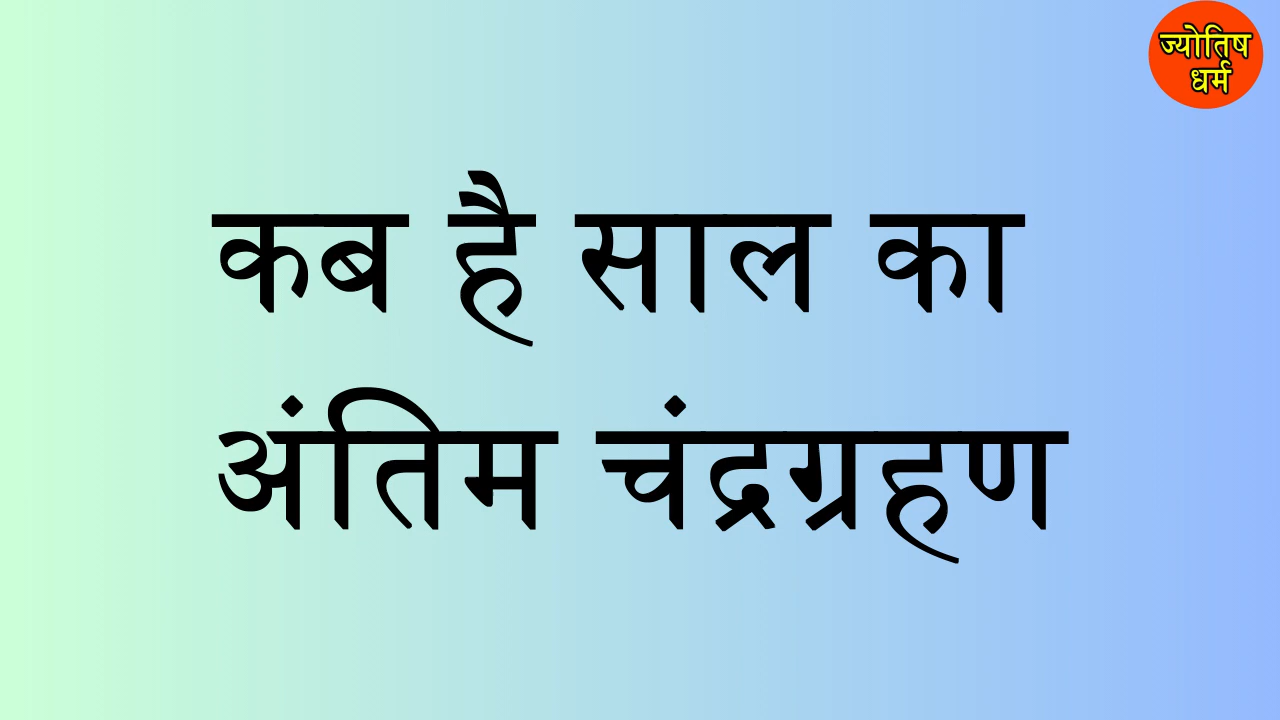 ज्योतिष
धर्म
कब है साल का
अंतिम चंद्रग्रहण